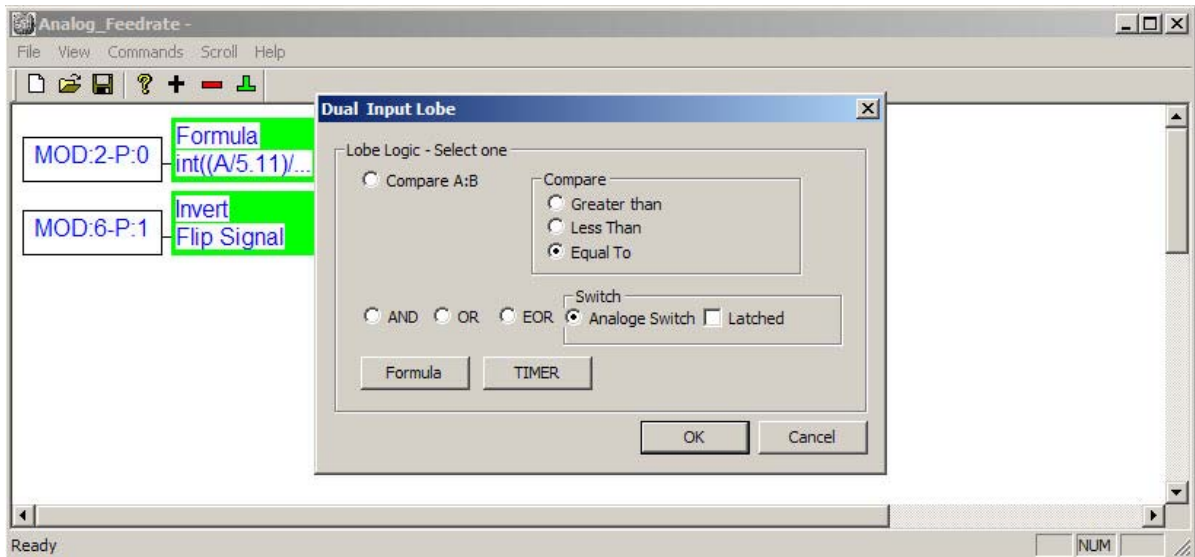 Analog_Feedrate -
File View Commands Scroll Help
MOD:2-P:0
Formula
int((A/5.11)/...
MOD:6-P:1
Invert
Flip Signal
Dual Input Lobe
Lobe Logic - Select one
Compare A:B
Compare
Greater than
Less Than
Equal To
AND OR EOR
Switch
Analoge Switch Latched
Formula TIMER
OK Cancel
Ready NUM